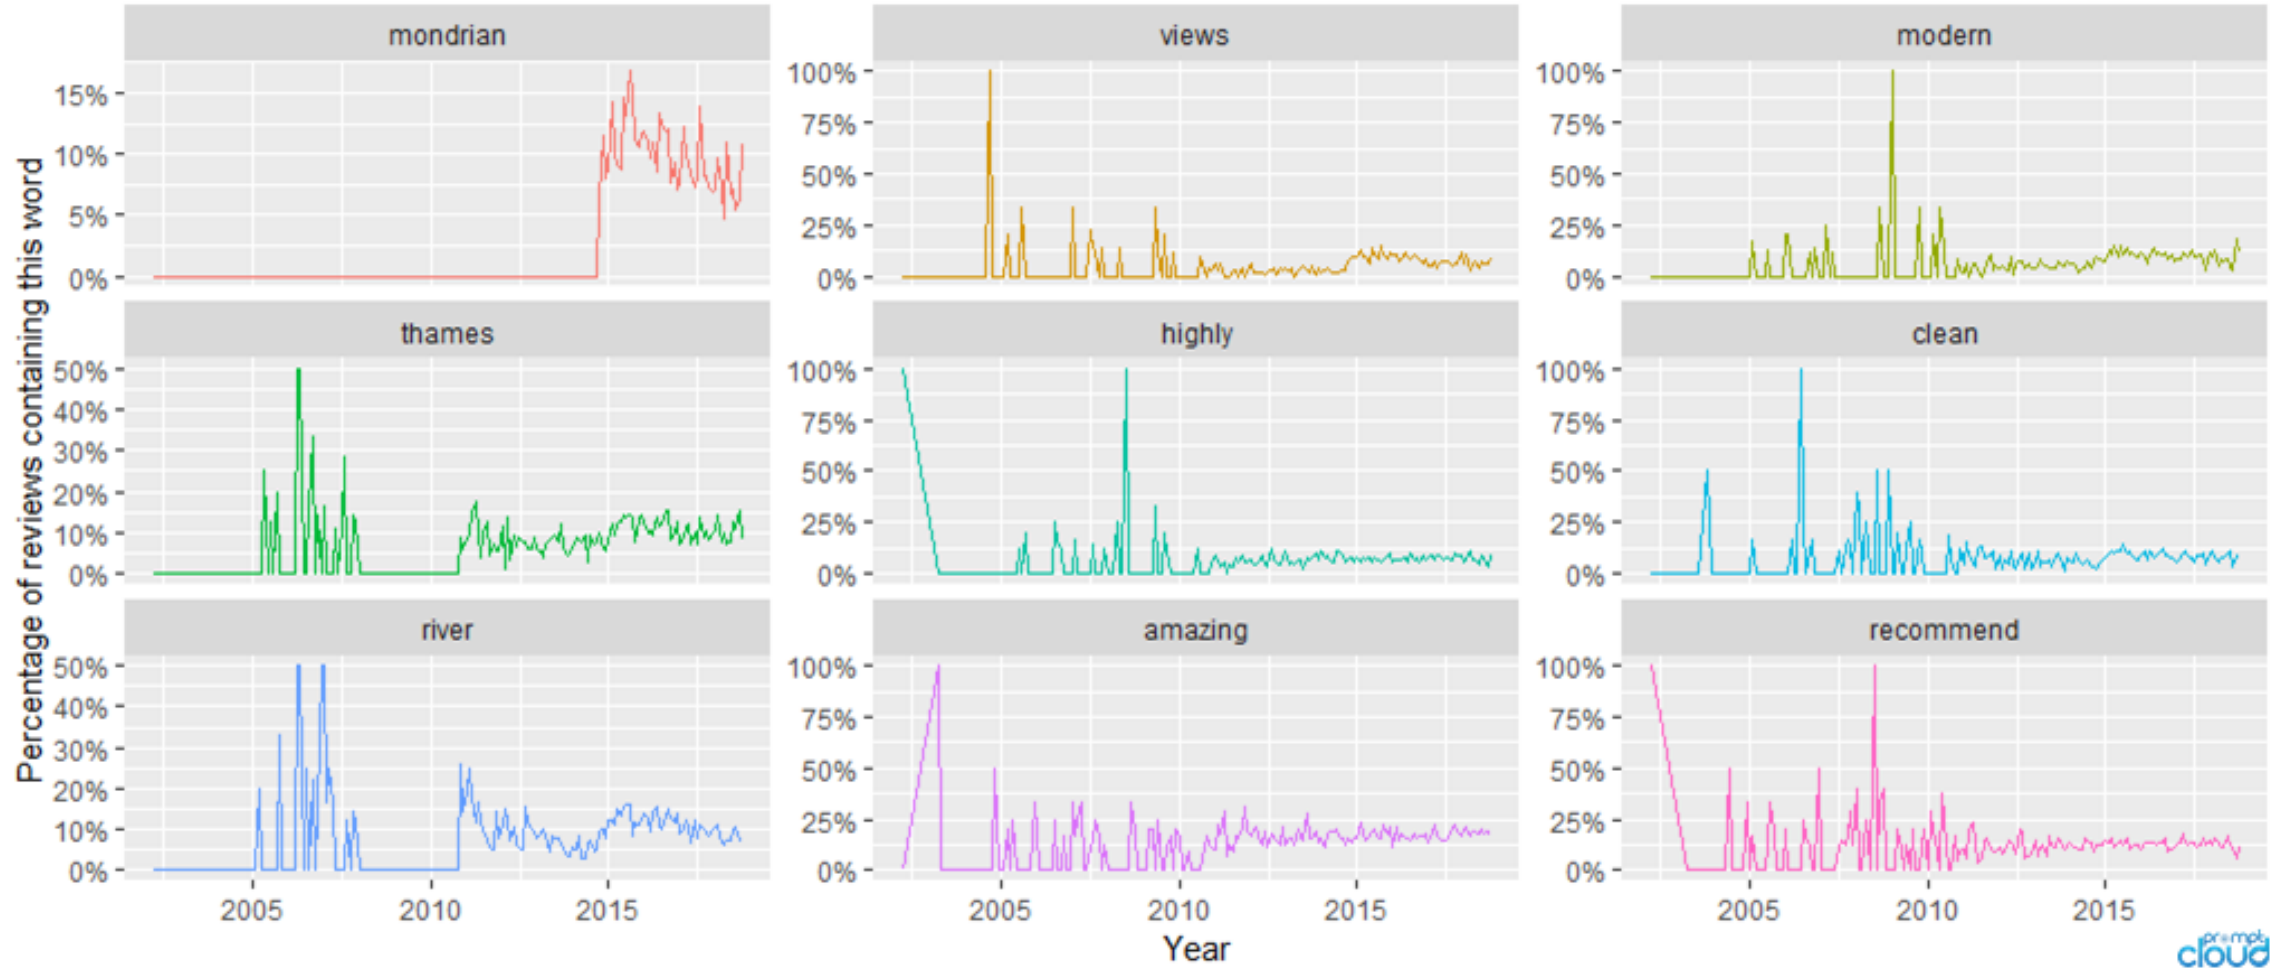 mondrian
views
modern
15%
10%
5%
0%
100%
75%
50%
25%
0%
100%
75%
50%
25%
0%
thames
highly
clean
50%
40%
30%
20%
10%
0%
100%
75%
50%
25%
0%
100%
75%
50%
25%
0%
river
amazing
recommend
50%
40%
30%
20%
10%
0%
100%
75%
50%
25%
0%
100%
75%
50%
25%
0%
2005 2010 2015
2005 2010 2015
2005 2010 2015
Year
Percentage of reviews containing this word
prompt
cloud